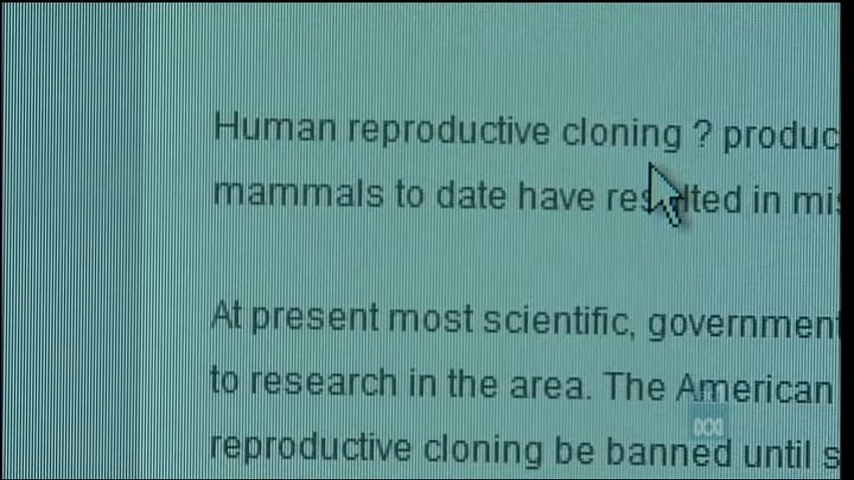 Human reproductive cloning ? produc
mammals to date have resulted in mis
At present most scientific, government
to research in the area. The American
reproductive cloning be banned until s